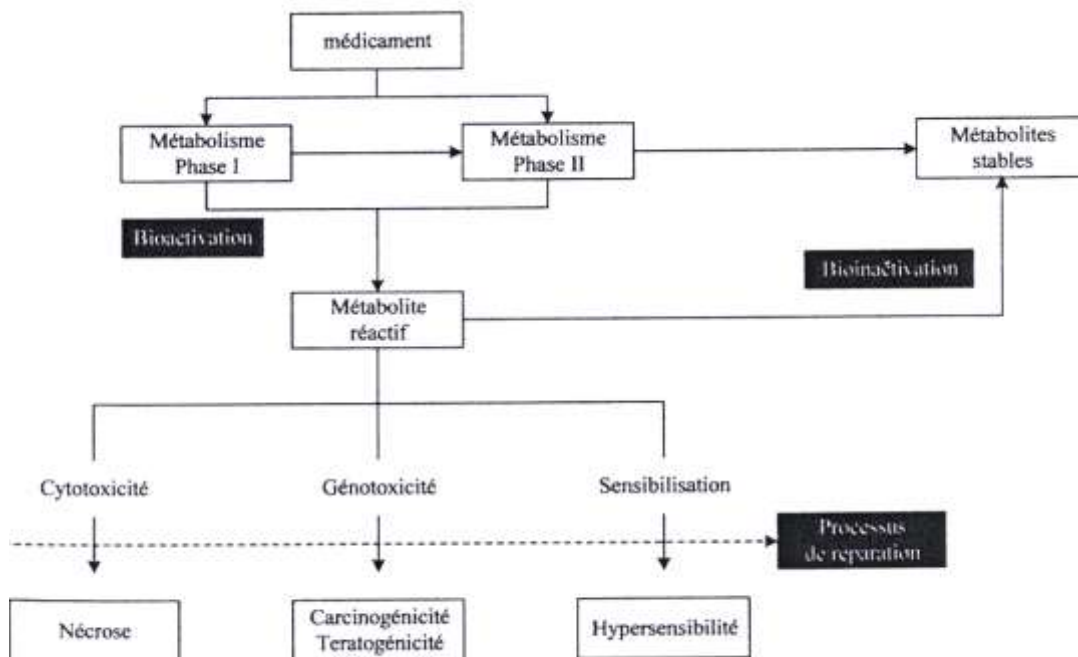 médicament
Métabolisme
Phase I
Métabolisme
Phase II
Métabolites
stables
Bioactivation
Bioinactivation
Métabolite
réactif
Cytotoxicité
Génotoxicité
Sensibilisation
Processus
de reparation
Nécrose
Carcinogénicité
Teratogénicité
Hypersensibilité